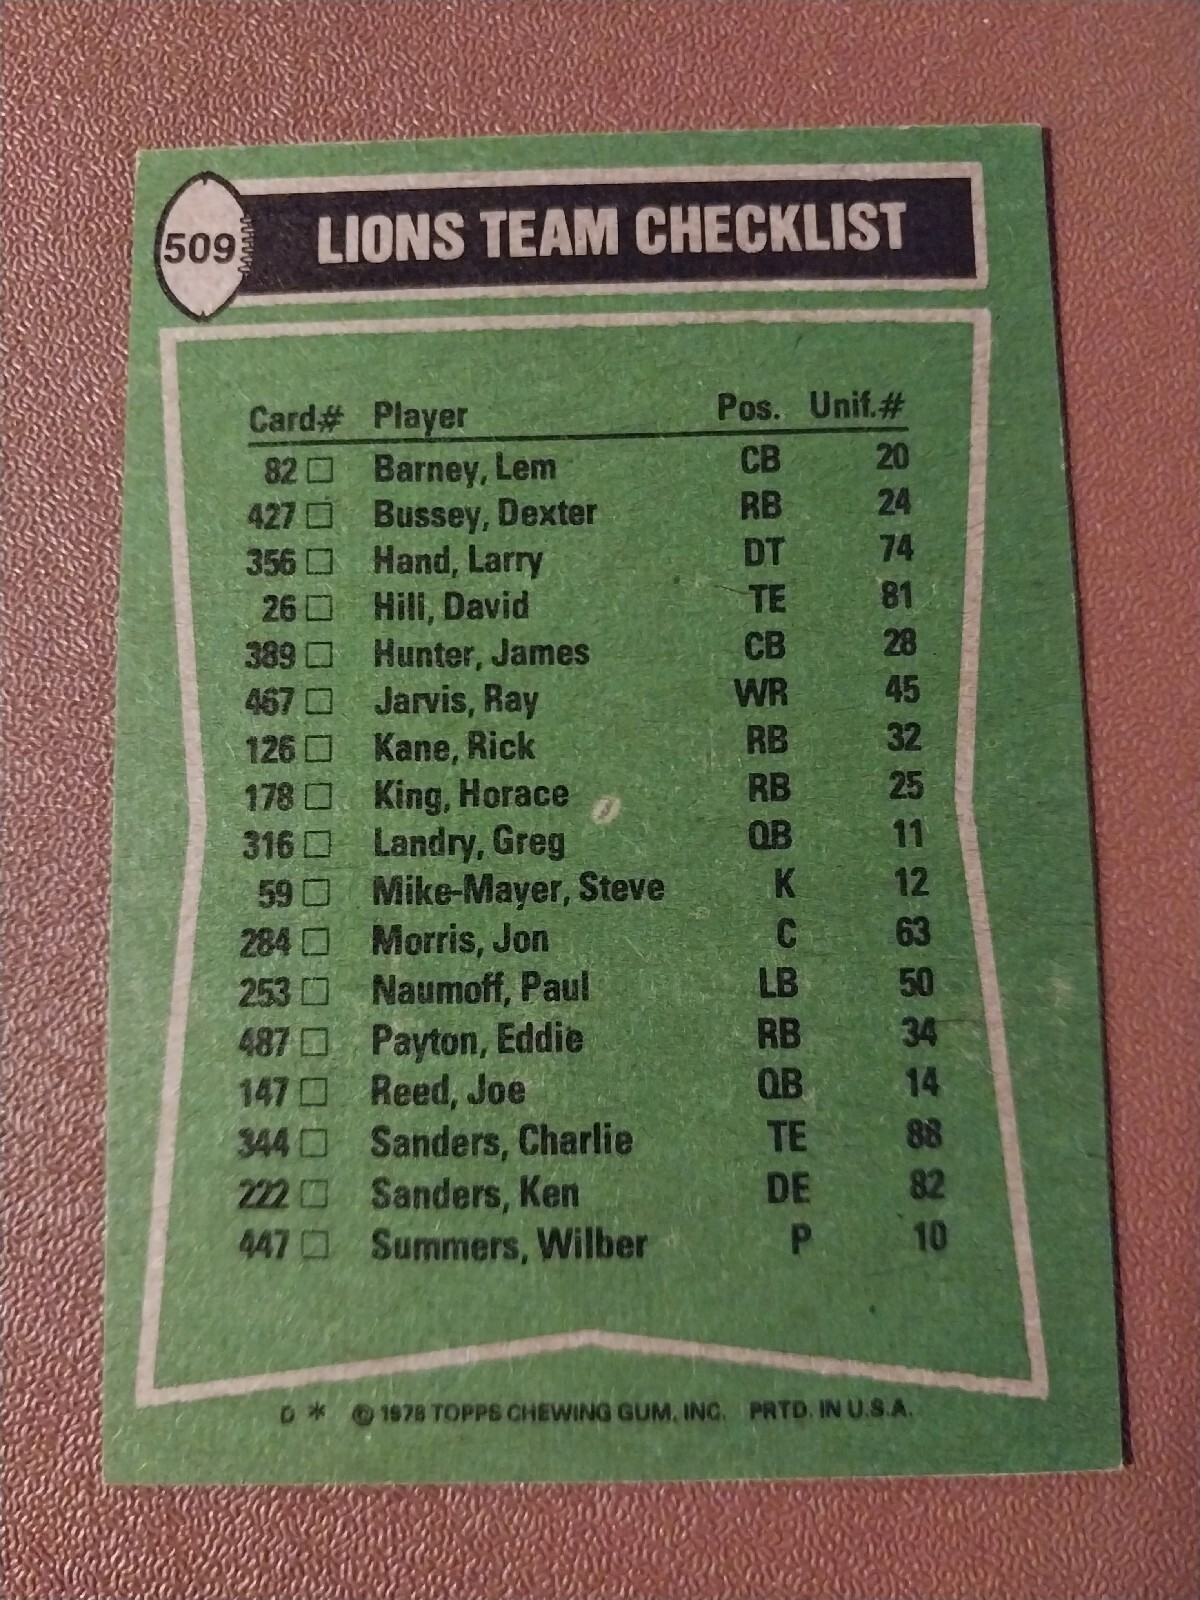 509 LIONS TEAM CHECKLIST
Card# Player Pos. Unif.#
82 □ Barney, Lem CB 20
427 □ Bussey, Dexter RB 24
356 □ Hand, Larry DT 74
26 □ Hill, David TE 81
389 □ Hunter, James CB 28
467 □ Jarvis, Ray WR 45
126 □ Kane, Rick RB 32
178 □ King, Horace RB 25
316 □ Landry, Greg QB 11
59 □ Mike-Mayer, Steve K 12
284 □ Morris, Jon C 63
253 □ Naumoff, Paul LB 50
487 □ Payton, Eddie RB 34
147 □ Reed, Joe QB 14
344 □ Sanders, Charlie TE 88
222 □ Sanders, Ken DE 82
447 □ Summers, Wilber P 10
D * © 1978 TOPPS CHEWING GUM, INC. PRTD. IN U.S.A.